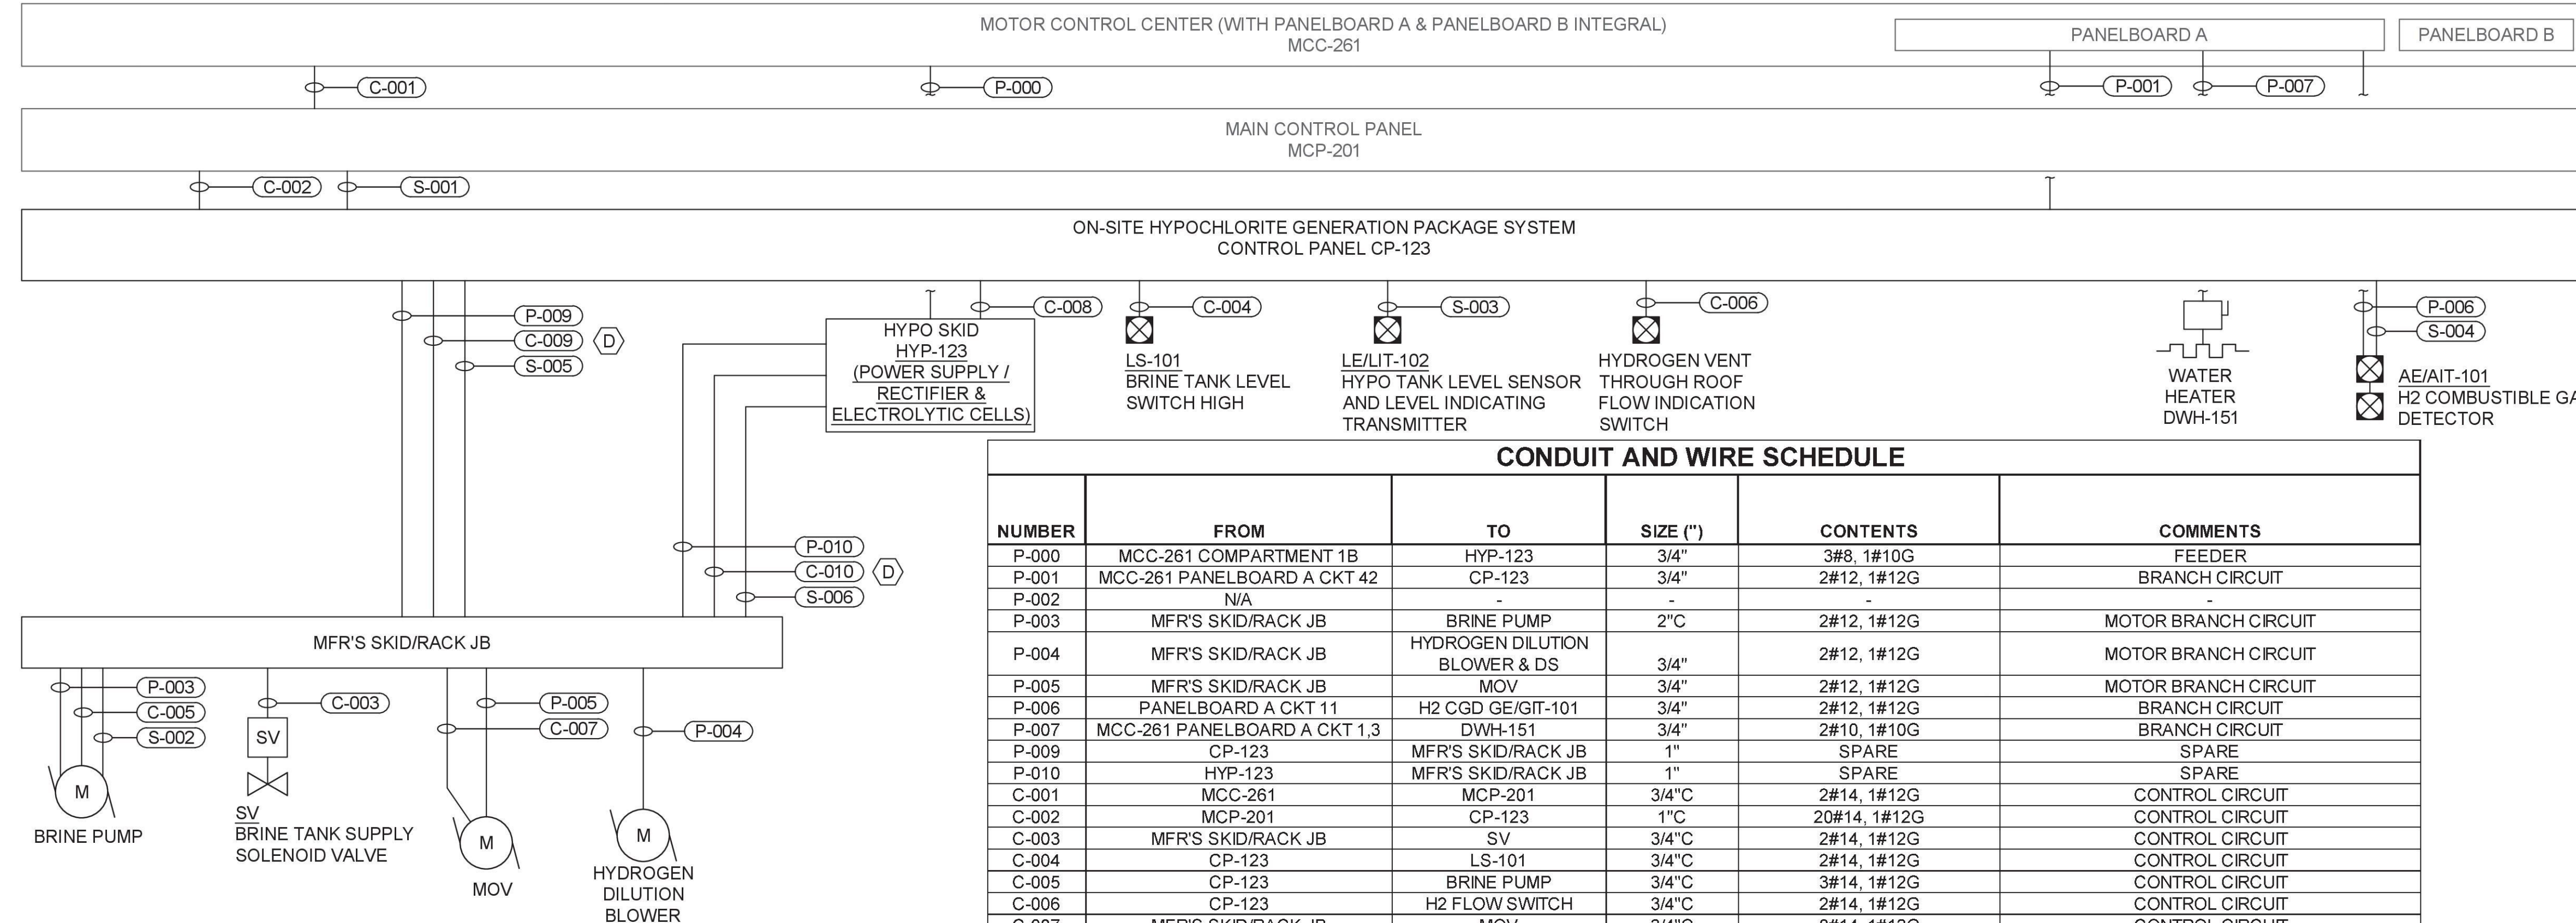 MOTOR CONTROL CENTER (WITH PANELBOARD A & PANELBOARD B INTEGRAL)
MCC-261
PANELBOARD A
PANELBOARD B
C-001
P-000
P-001
P-007
MAIN CONTROL PANEL
MCP-201
C-002
S-001
ON-SITE HYPOCHLORITE GENERATION PACKAGE SYSTEM
CONTROL PANEL CP-123
P-009
C-009
D
S-005
HYPO SKID
HYP-123
(POWER SUPPLY /
RECTIFIER &
ELECTROLYTIC CELLS)
C-008
C-004
LS-101
BRINE TANK LEVEL
SWITCH HIGH
S-003
LE/LIT-102
HYPO TANK LEVEL SENSOR
AND LEVEL INDICATING
TRANSMITTER
C-006
HYDROGEN VENT
THROUGH ROOF
FLOW INDICATION
SWITCH
WATER
HEATER
DWH-151
P-006
S-004
AE/AIT-101
H2 COMBUSTIBLE GA
DETECTOR
P-010
C-010
D
S-006
MFR'S SKID/RACK JB
P-003
C-005
S-002
M
BRINE PUMP
C-003
SV
SV
BRINE TANK SUPPLY
SOLENOID VALVE
P-005
C-007
M
MOV
P-004
M
HYDROGEN
DILUTION
BLOWER
CONDUIT AND WIRE SCHEDULE
NUMBER FROM TO SIZE (") CONTENTS COMMENTS
P-000 MCC-261 COMPARTMENT 1B HYP-123 3/4" 3#8, 1#10G FEEDER
P-001 MCC-261 PANELBOARD A CKT 42 CP-123 3/4" 2#12, 1#12G BRANCH CIRCUIT
P-002 N/A - - - -
P-003 MFR'S SKID/RACK JB BRINE PUMP 2"C 2#12, 1#12G MOTOR BRANCH CIRCUIT
P-004 MFR'S SKID/RACK JB HYDROGEN DILUTION
BLOWER & DS 3/4" 2#12, 1#12G MOTOR BRANCH CIRCUIT
P-005 MFR'S SKID/RACK JB MOV 3/4" 2#12, 1#12G MOTOR BRANCH CIRCUIT
P-006 PANELBOARD A CKT 11 H2 CGD GE/GIT-101 3/4" 2#12, 1#12G BRANCH CIRCUIT
P-007 MCC-261 PANELBOARD A CKT 1,3 DWH-151 3/4" 2#10, 1#10G BRANCH CIRCUIT
P-009 CP-123 MFR'S SKID/RACK JB 1" SPARE SPARE
P-010 HYP-123 MFR'S SKID/RACK JB 1" SPARE SPARE
C-001 MCC-261 MCP-201 3/4"C 2#14, 1#12G CONTROL CIRCUIT
C-002 MCP-201 CP-123 1"C 20#14, 1#12G CONTROL CIRCUIT
C-003 MFR'S SKID/RACK JB SV 3/4"C 2#14, 1#12G CONTROL CIRCUIT
C-004 CP-123 LS-101 3/4"C 2#14, 1#12G CONTROL CIRCUIT
C-005 CP-123 BRINE PUMP 3/4"C 3#14, 1#12G CONTROL CIRCUIT
C-006 CP-123 H2 FLOW SWITCH 3/4"C 2#14, 1#12G CONTROL CIRCUIT